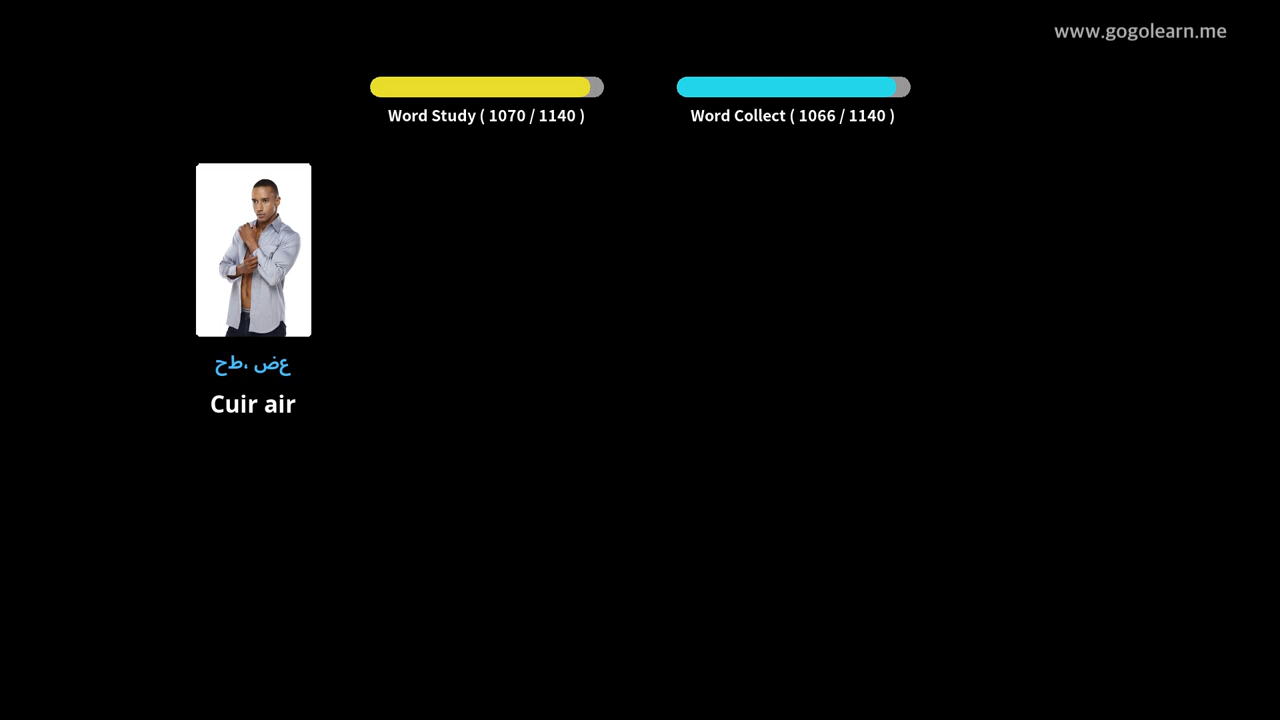 www.gogolearn.me
Word Study ( 1070 / 1140 )
Word Collect ( 1066 / 1140 )
عض ،طح
Cuir air